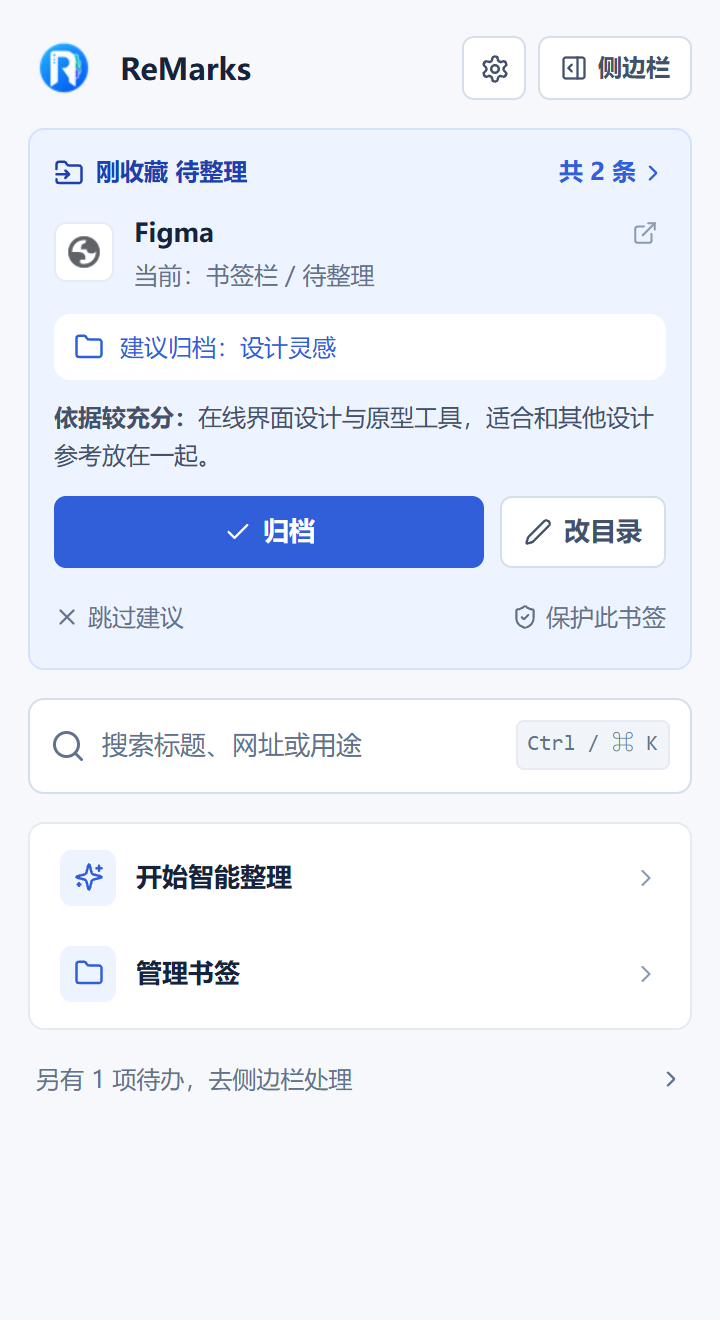 ReMarks
侧边栏
刚收藏 待整理
共 2 条
Figma
当前：书签栏 / 待整理
建议归档：设计灵感
依据较充分：在线界面设计与原型工具，适合和其他设计
参考放在一起。
归档
改目录
跳过建议
保护此书签
搜索标题、网址或用途
Ctrl / ⌘ K
开始智能整理
管理书签
另有 1 项待办，去侧边栏处理